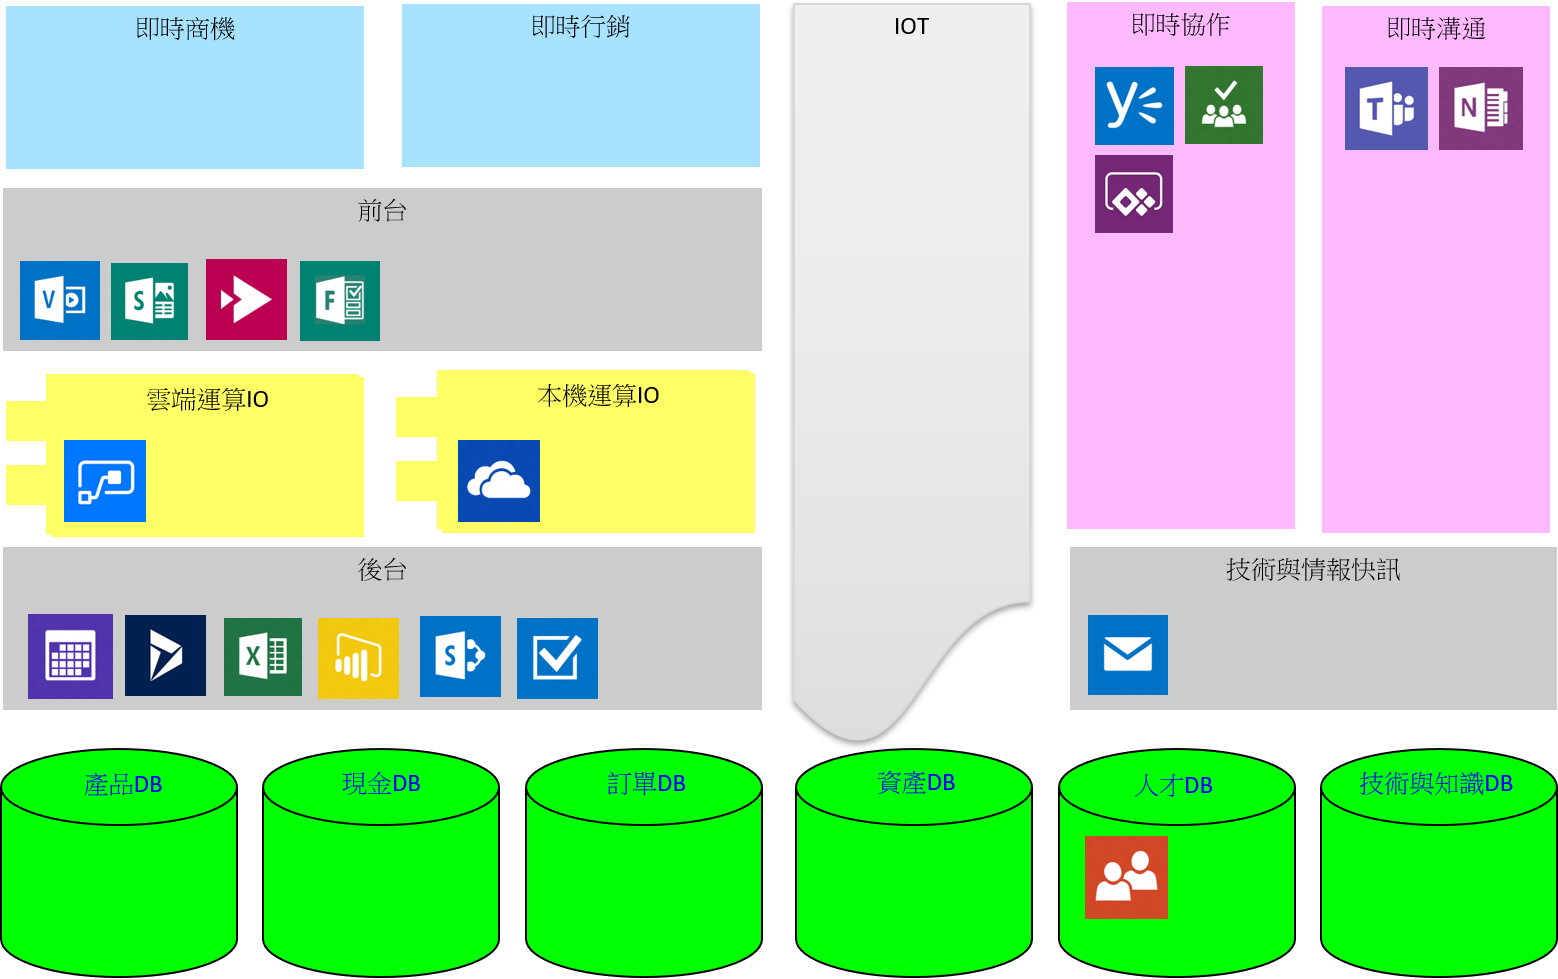 即時商機
即時行銷
IOT
即時協作
即時溝通
T
N
前台
V
S
F
雲端運算IO
本機運算IO
後台
X
S
技術與情報快訊
產品DB
現金DB
訂單DB
資產DB
人才DB
技術與知識DB